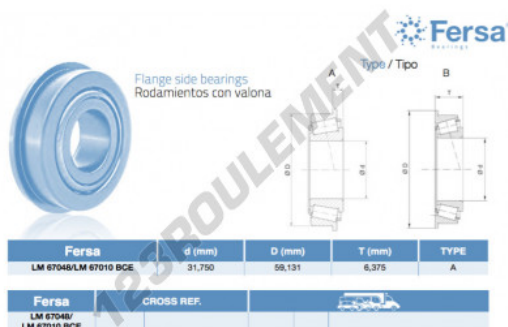 Fersa
Bearings
Flange side bearings
Rodamientos con valona
Type / Tipo
A
B
T
T
Ø D
Ø d
Ø D
Ø d
Fersa d (mm) D (mm) T (mm) TYPE
LM 67048/LM 67010 BCE 31,750 59,131 6,375 A
Fersa CROSS REF.
LM 67048/
LM 67010 BCE
123ROULEMENT